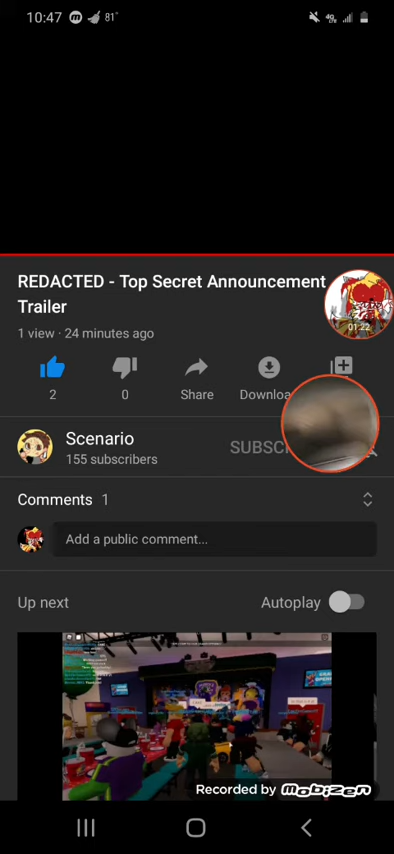 10:47 81°
REDACTED - Top Secret Announcement
Trailer
01:22
1 view · 24 minutes ago
2 0 Share
Comments 1
Scenario
155 subscribers
Add a public comment...
Up next Autoplay
Recorded by Mobizen